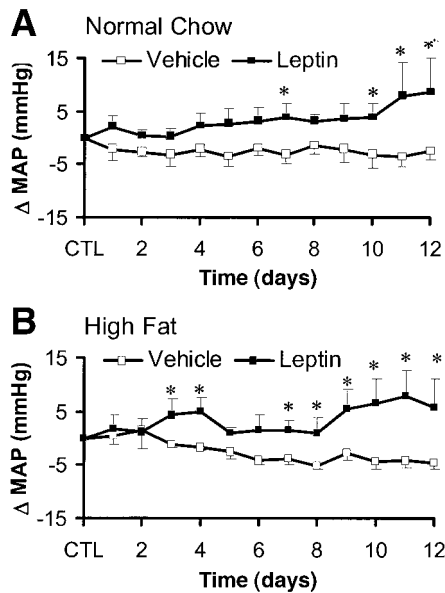 A Normal Chow
Vehicle Leptin
Δ MAP (mmHg)
15
5
-5
-15
* * * *
CTL 2 4 6 8 10 12
Time (days)
B High Fat
Vehicle Leptin
Δ MAP (mmHg)
15
5
-5
-15
* * * * * * * *
CTL 2 4 6 8 10 12
Time (days)